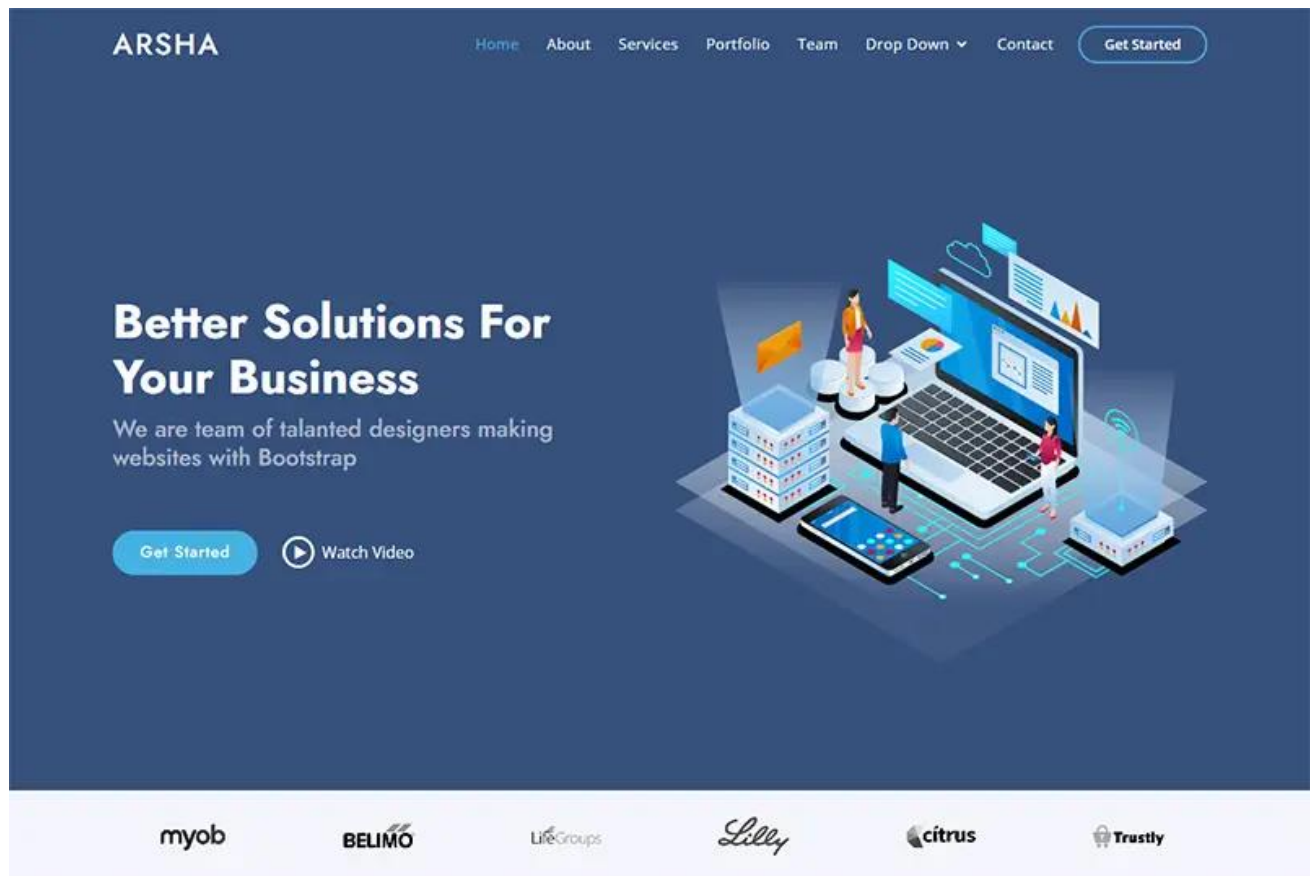 ARSHA
Home About Services Portfolio Team Drop Down Contact Get Started
Better Solutions For
Your Business
We are team of talanted designers making
websites with Bootstrap
Get Started Watch Video
myob BELIMO LifeGroups Lilly citrus Trustly